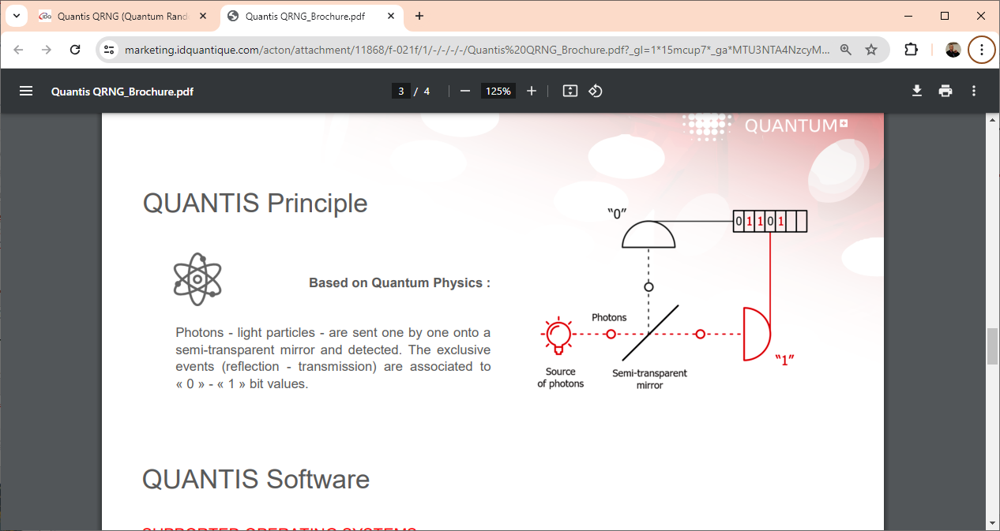 Quantis QRNG (Quantum Rand
Quantis QRNG_Brochure.pdf
marketing.idquantique.com/acton/attachment/11868/f-021f/1/-/-/-/-/Quantis%20QRNG_Brochure.pdf?_gl=1*15mcup7*_ga*MTU3NTA4NzcyM...
Quantis QRNG_Brochure.pdf
3 / 4
125%
QUANTUM
QUANTIS Principle
Based on Quantum Physics :
Photons - light particles - are sent one by one onto a
semi-transparent mirror and detected. The exclusive
events (reflection - transmission) are associated to
« 0 » - « 1 » bit values.
“0”
0 1 1 0 1
Photons
“1”
Source
of photons
Semi-transparent
mirror
QUANTIS Software
SUPPORTED OPERATING SYSTEMS